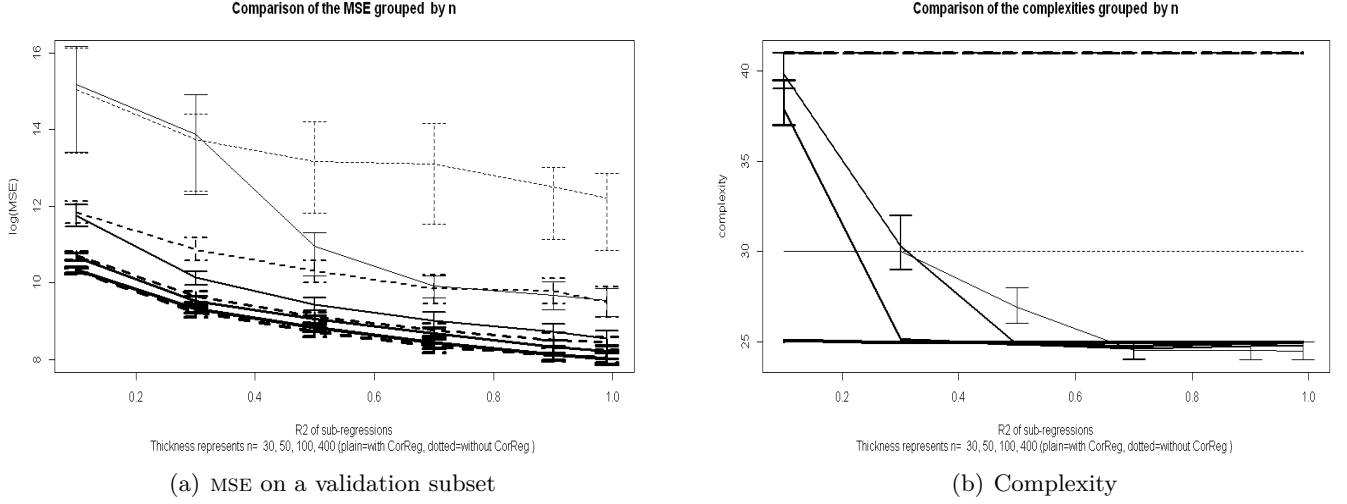 Comparison of the MSE grouped by n
16
14
12
10
8
log(MSE)
0.2 0.4 0.6 0.8 1.0
R2 of sub-regressions
Thickness represents n= 30, 50, 100, 400 (plain=with CorReg, dotted=without CorReg )
(a) MSE on a validation subset
Comparison of the complexities grouped by n
40
35
30
25
complexity
0.2 0.4 0.6 0.8 1.0
R2 of sub-regressions
Thickness represents n= 30, 50, 100, 400 (plain=with CorReg, dotted=without CorReg )
(b) Complexity